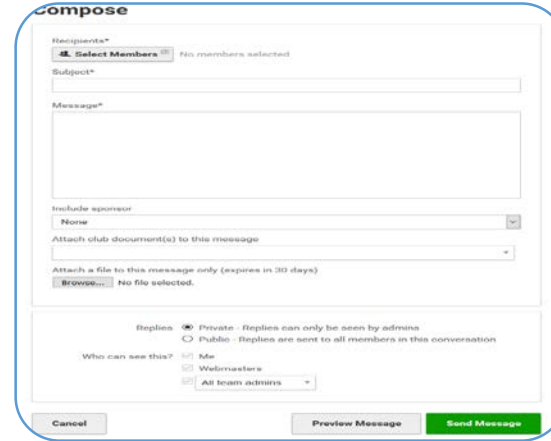 Compose
Recipients*
Select Members No members selected
Subject*
Message*
Include sponsor
None
Attach club document(s) to this message
Attach a file to this message only (expires in 30 days)
Browse... No file selected.
Replies Private - Replies can only be seen by admins
Public - Replies are sent to all members in this conversation
Who can see this? Me
Webmasters
All team admins
Cancel Preview Message Send Message